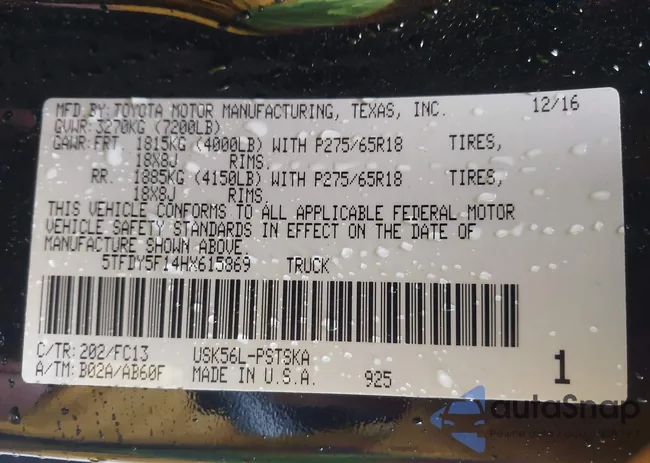 MFD BY: TOYOTA MOTOR MANUFACTURING, TEXAS, INC. 12/16
GVWR: 3270KG (7200LB)
GAWR: FRT. 1815KG (4000LB) WITH P275/65R18 TIRES,
18X8J RIMS.
RR. 1885KG (4150LB) WITH P275/65R18 TIRES,
18X8J RIMS.
THIS VEHICLE CONFORMS TO ALL APPLICABLE FEDERAL MOTOR
VEHICLE SAFETY STANDARDS IN EFFECT ON THE DATE OF
MANUFACTURE SHOWN ABOVE
5TFDY5F14HX615869 TRUCK
C/TR: 202/FC13 USK56L-PSTSKA
A/TM: B02A/AB60F MADE IN U.S.A. 925 1
autoSnap